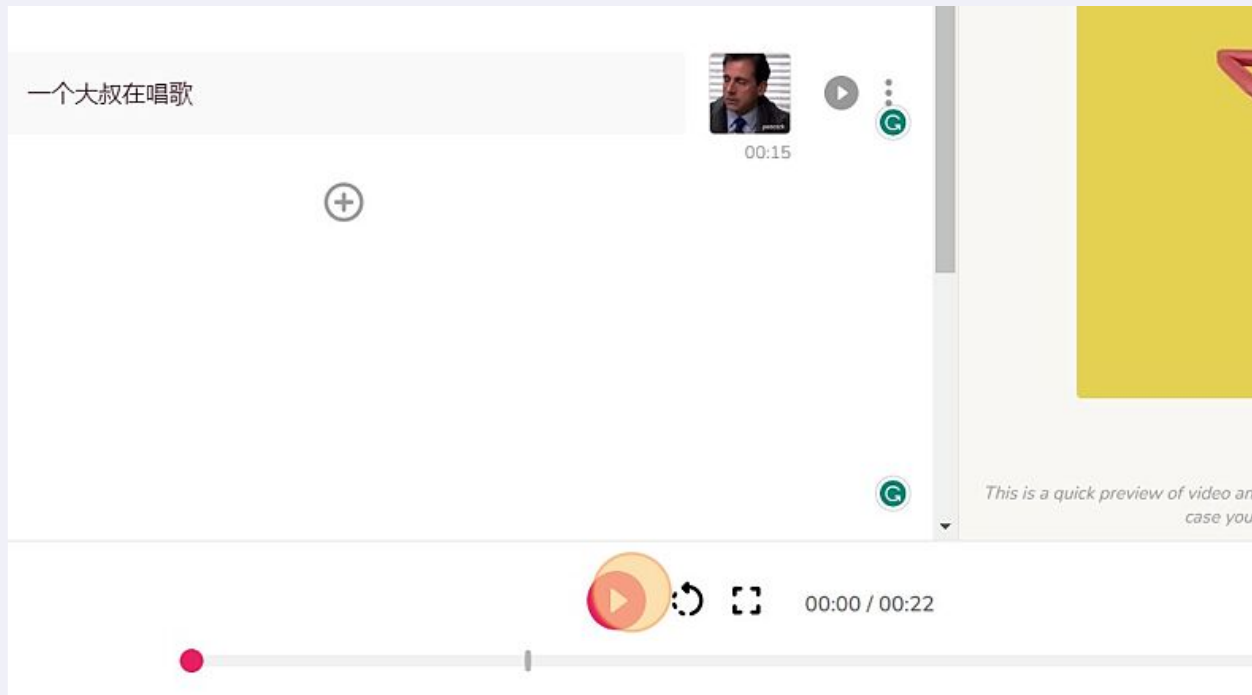 一个大叔在唱歌
00:15
This is a quick preview of video an
case you
00:00 / 00:22